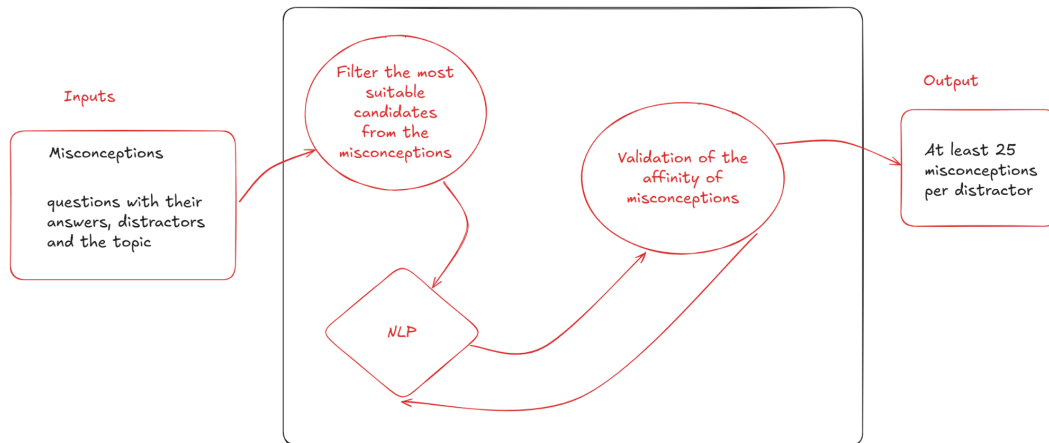 Inputs
Misconceptions
questions with their
answers, distractors
and the topic
Filter the most
suitable
candidates
from the
misconceptions
NLP
Validation of the
affinity of
misconceptions
Output
At least 25
misconceptions
per distractor